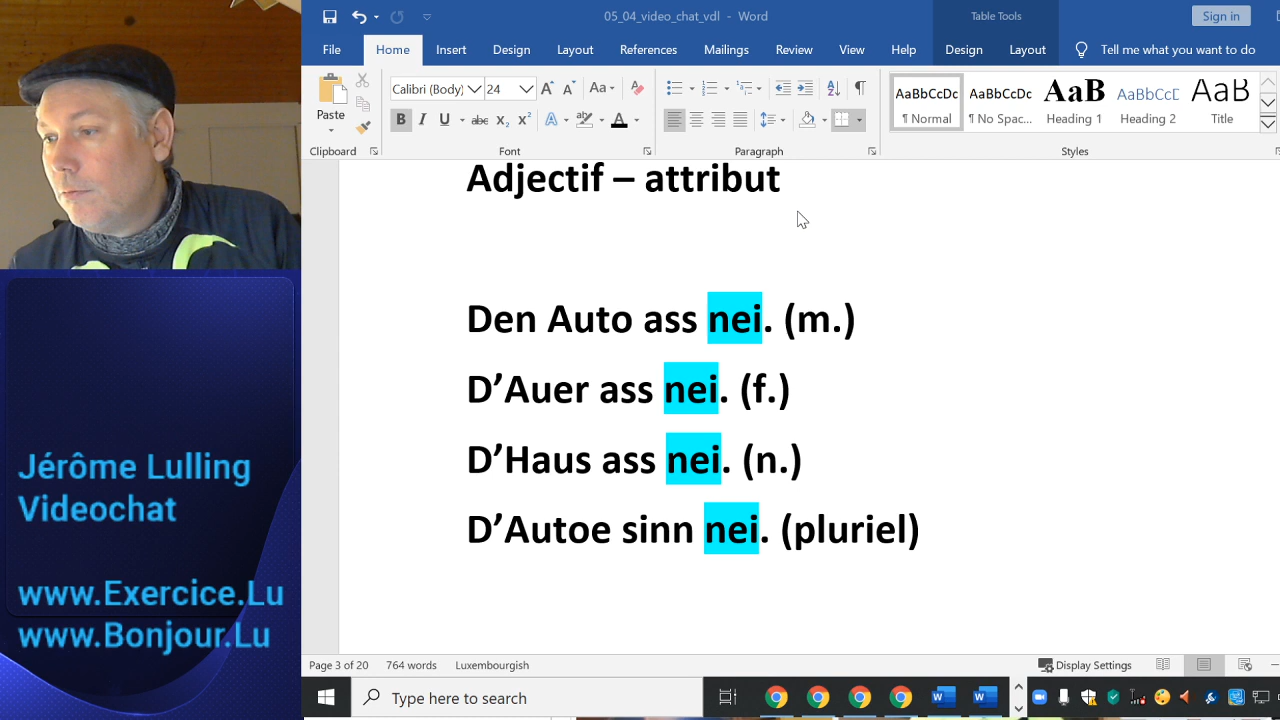 05_04_video_chat_vdl - Word
Table Tools
Sign in
File Home Insert Design Layout References Mailings Review View Help Design Layout Tell me what you want to do
Paste
Calibri (Body) 24
Aa
AaBbCcDc AaBbCcDc AaB AaBbCcD AaBb
¶ Normal ¶ No Spac... Heading 1 Heading 2 Title
Clipboard Font Paragraph Styles
Adjectif – attribut
Den Auto ass nei. (m.)
D’Auer ass nei. (f.)
D’Haus ass nei. (n.)
D’Autoe sinn nei. (pluriel)
Jérôme Lulling
Videochat
www.Exercice.Lu
www.Bonjour.Lu
Page 3 of 20 764 words Luxembourgish Display Settings
Type here to search